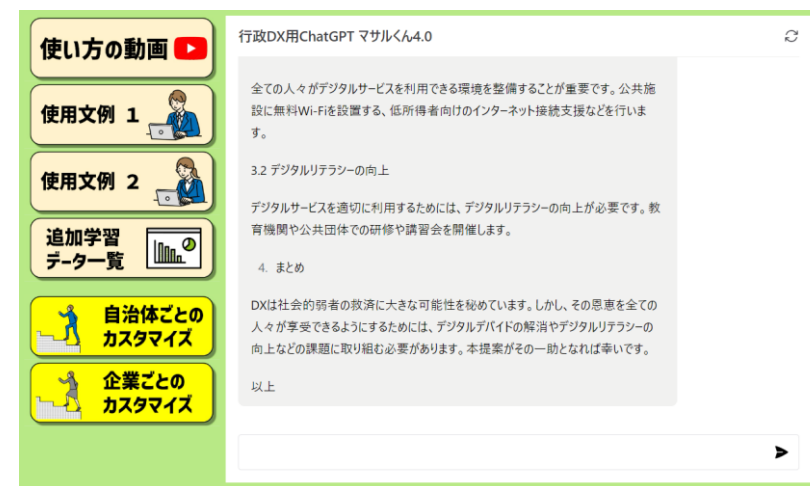 使い方の動画
使用文例 1
使用文例 2
追加学習
データ一覧
自治体ごとの
カスタマイズ
企業ごとの
カスタマイズ
行政DX用ChatGPT マサルくん4.0
全ての人々がデジタルサービスを利用できる環境を整備することが重要です。公共施
設に無料Wi-Fiを設置する、低所得者向けのインターネット接続支援などを行いま
す。
3.2 デジタルリテラシーの向上
デジタルサービスを適切に利用するためには、デジタルリテラシーの向上が必要です。教
育機関や公共団体での研修や講習会を開催します。
4. まとめ
DXは社会的弱者の救済に大きな可能性を秘めています。しかし、その恩恵を全ての
人々が享受できるようにするためには、デジタルデバイドの解消やデジタルリテラシーの
向上などの課題に取り組む必要があります。本提案がその一助となれば幸いです。
以上